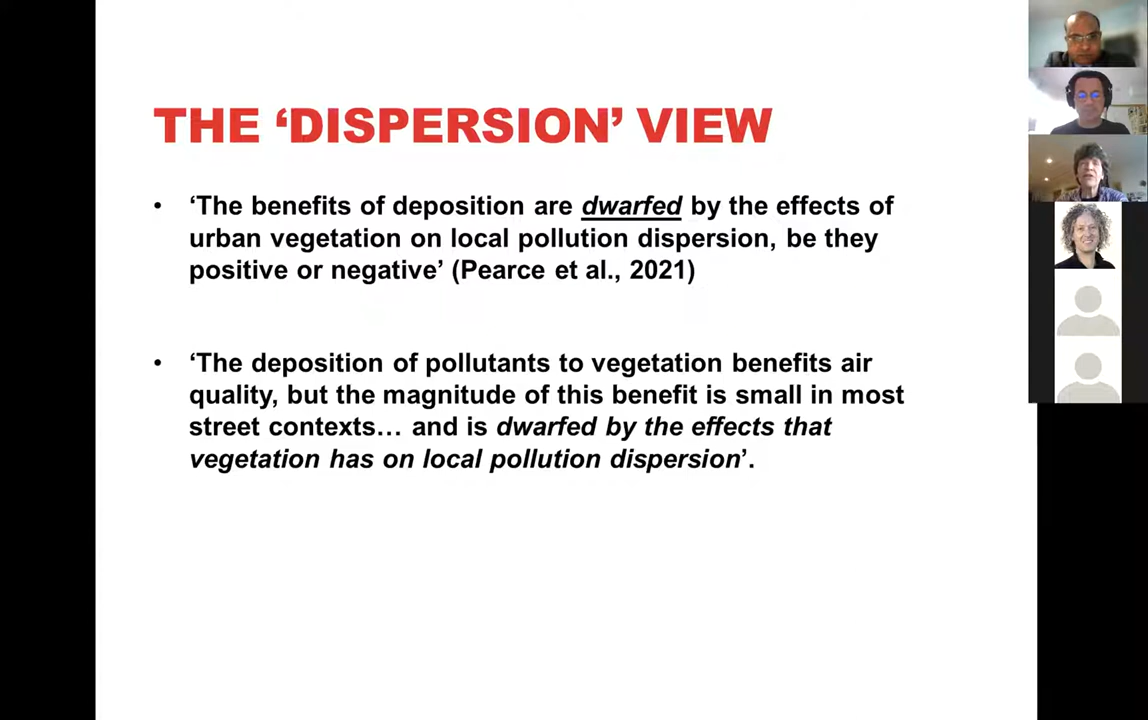 THE ‘DISPERSION’ VIEW
• ‘The benefits of deposition are dwarfed by the effects of
urban vegetation on local pollution dispersion, be they
positive or negative’ (Pearce et al., 2021)
• ‘The deposition of pollutants to vegetation benefits air
quality, but the magnitude of this benefit is small in most
street contexts… and is dwarfed by the effects that
vegetation has on local pollution dispersion’.